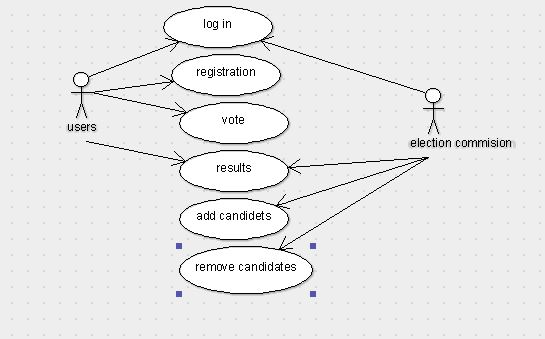 log in
registration
vote
users
election commision
results
add candidets
remove candidates